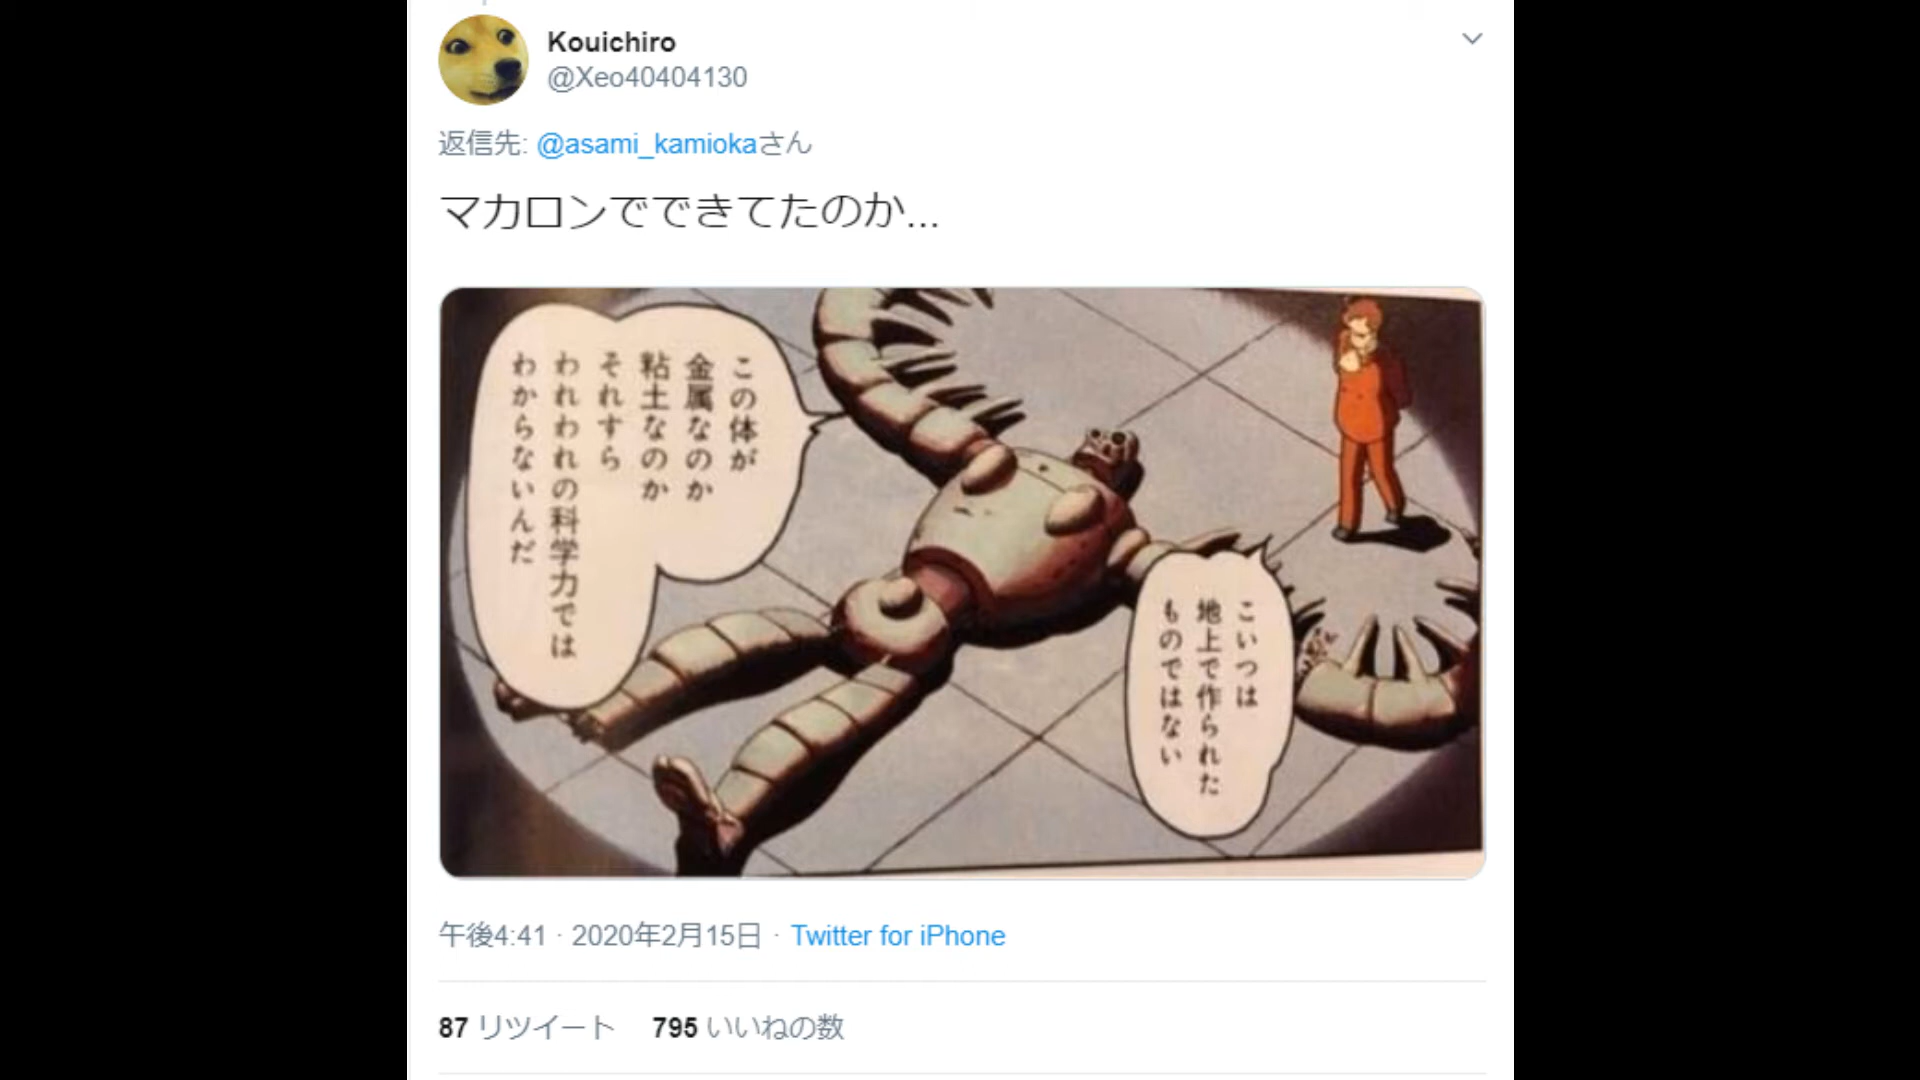 Kouichiro
@Xeo40404130
返信先: @asami_kamiokaさん
マカロンでできてたのか...
この体が
金属なのか
粘土なのか
それすら
われわれの科学力では
わからないんだ
こいつは
地上で作られた
ものではない
午後4:41 · 2020年2月15日 · Twitter for iPhone
87 リツイート 795 いいねの数